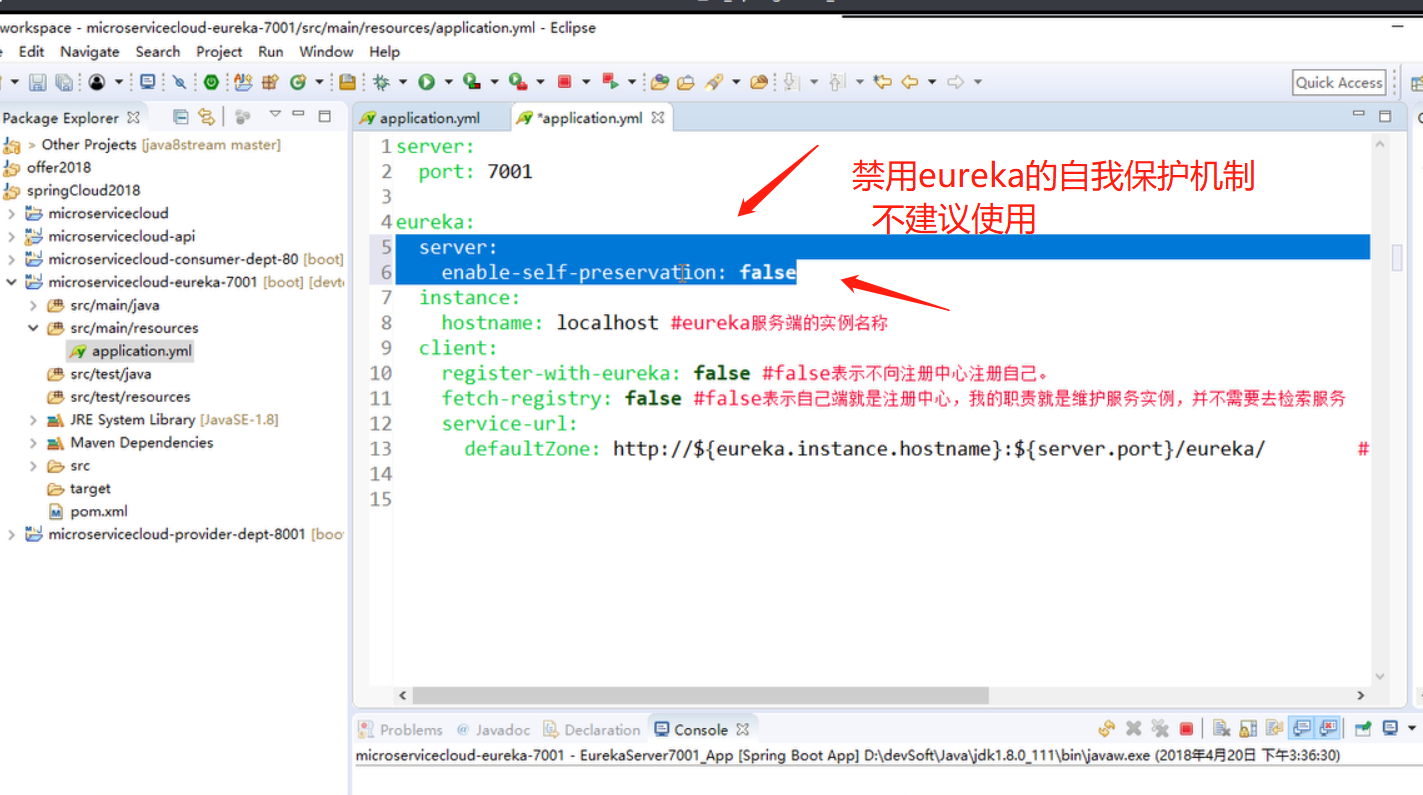 workspace - microservicecloud-eureka-7001/src/main/resources/application.yml - Eclipse
Edit Navigate Search Project Run Window Help
Quick Access
Package Explorer
> Other Projects [java8stream master]
offer2018
springCloud2018
microservicecloud
microservicecloud-api
microservicecloud-consumer-dept-80 [boot]
microservicecloud-eureka-7001 [boot] [devt
src/main/java
src/main/resources
application.yml
src/test/java
src/test/resources
JRE System Library [JavaSE-1.8]
Maven Dependencies
src
target
pom.xml
microservicecloud-provider-dept-8001 [boo
application.yml
*application.yml
1 server:
2 port: 7001
3
4 eureka:
5 server:
6 enable-self-preservation: false
7 instance:
8 hostname: localhost #eureka服务端的实例名称
9 client:
10 register-with-eureka: false #false表示不向注册中心注册自己。
11 fetch-registry: false #false表示自己端就是注册中心，我的职责就是维护服务实例，并不需要去检索服务
12 service-url:
13 defaultZone: http://${eureka.instance.hostname}:${server.port}/eureka/ #
14
15
禁用eureka的自我保护机制
不建议使用
Problems @ Javadoc Declaration Console
microservicecloud-eureka-7001 - EurekaServer7001_App [Spring Boot App] D:\devSoft\Java\jdk1.8.0_111\bin\javaw.exe (2018年4月20日 下午3:36:30)